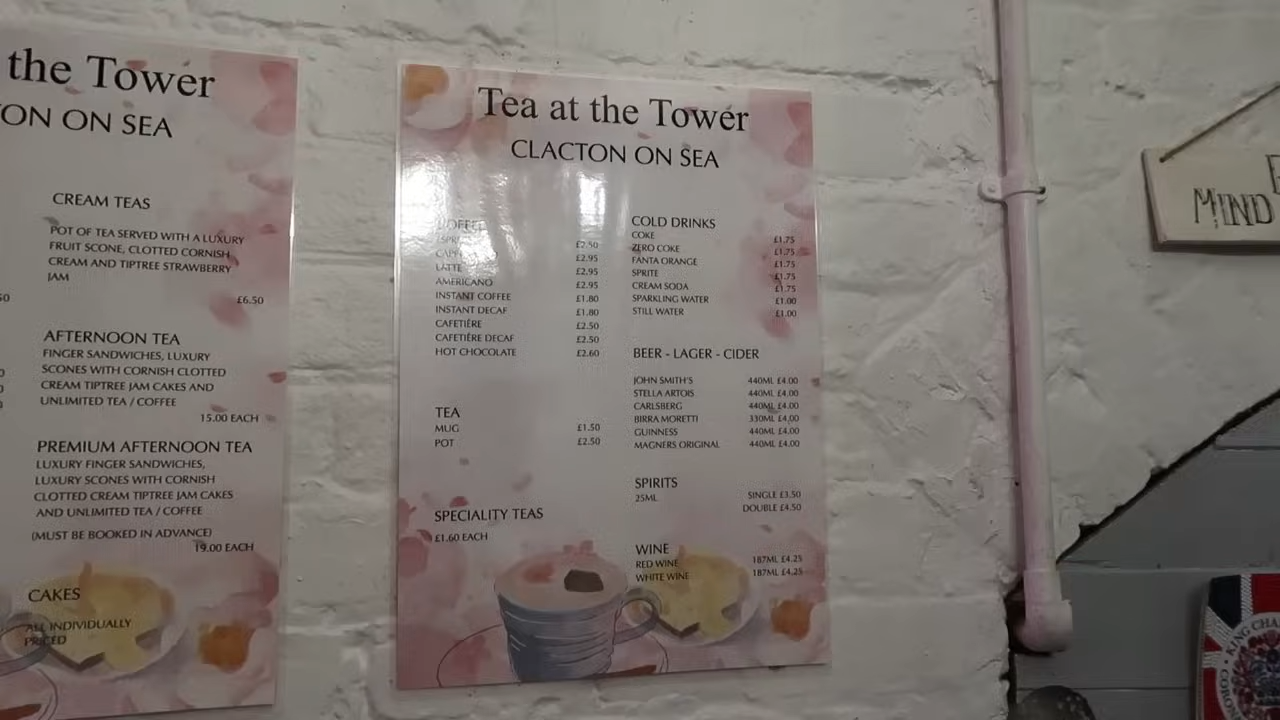 the Tower
ON ON SEA
CREAM TEAS
POT OF TEA SERVED WITH A LUXURY
FRUIT SCONE, CLOTTED CORNISH
CREAM AND TIPTREE STRAWBERRY
JAM
£6.50
AFTERNOON TEA
FINGER SANDWICHES, LUXURY
SCONES WITH CORNISH CLOTTED
CREAM TIPTREE JAM CAKES AND
UNLIMITED TEA / COFFEE
15.00 EACH
PREMIUM AFTERNOON TEA
LUXURY FINGER SANDWICHES,
LUXURY SCONES WITH CORNISH
CLOTTED CREAM TIPTREE JAM CAKES
AND UNLIMITED TEA / COFFEE
(MUST BE BOOKED IN ADVANCE)
19.00 EACH
CAKES
ALL INDIVIDUALLY
PRICED
Tea at the Tower
CLACTON ON SEA
COFFEE
£2.50
£2.95
LATTE £2.95
AMERICANO £2.95
INSTANT COFFEE £1.80
INSTANT DECAF £1.80
CAFETIÈRE £2.50
CAFETIÈRE DECAF £2.50
HOT CHOCOLATE £2.60
TEA
MUG £1.50
POT £2.50
SPECIALITY TEAS
£1.60 EACH
COLD DRINKS
COKE £1.75
ZERO COKE £1.75
FANTA ORANGE £1.75
SPRITE £1.75
CREAM SODA £1.75
SPARKLING WATER £1.00
STILL WATER £1.00
BEER - LAGER - CIDER
JOHN SMITH'S 440ML £4.00
STELLA ARTOIS 440ML £4.00
CARLSBERG 440ML £4.00
BIRRA MORETTI 330ML £4.00
GUINNESS 440ML £4.00
MAGNERS ORIGINAL 440ML £4.00
SPIRITS
25ML SINGLE £3.50
DOUBLE £4.50
WINE
RED WINE 187ML £4.25
WHITE WINE 187ML £4.25
MIND
KING CHA
CORO